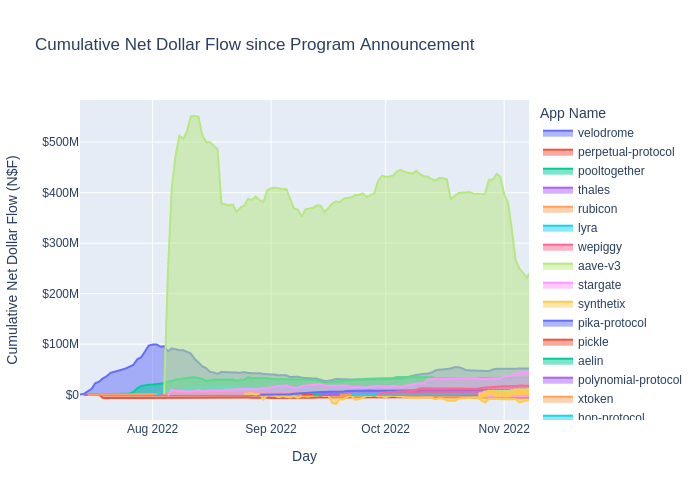 Cumulative Net Dollar Flow since Program Announcement
Cumulative Net Dollar Flow (N$F)
$500M
$400M
$300M
$200M
$100M
$0
Aug 2022
Sep 2022
Oct 2022
Nov 2022
Day
App Name
velodrome
perpetual-protocol
pooltogether
thales
rubicon
lyra
wepiggy
aave-v3
stargate
synthetix
pika-protocol
pickle
aelin
polynomial-protocol
xtoken
hop-protocol